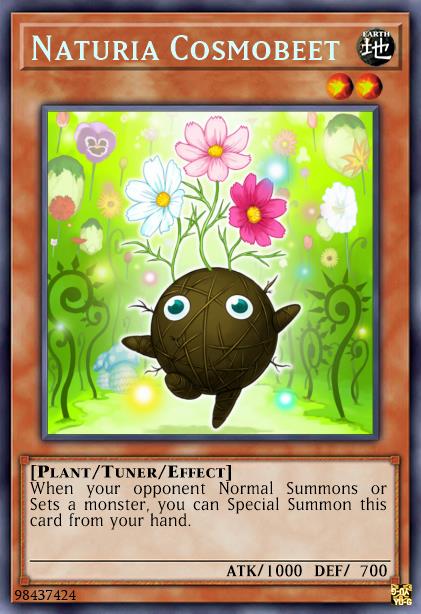 Naturia Cosmobeet
EARTH
地
[Plant/Tuner/Effect]
When your opponent Normal Summons or
Sets a monster, you can Special Summon this
card from your hand.
ATK/1000 DEF/ 700
98437424